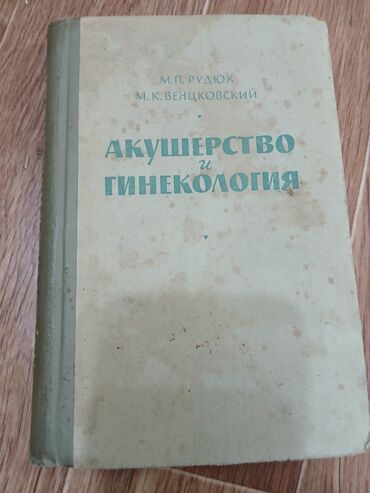 М. П. РУДЮК
М. К. ВЕНЦКОВСКИЙ
АКУШЕРСТВО
и
ГИНЕКОЛОГИЯ